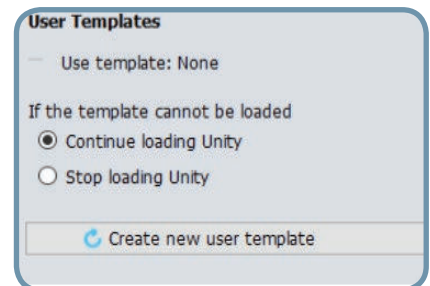 User Templates
Use template: None
If the template cannot be loaded
Continue loading Unity
Stop loading Unity
Create new user template